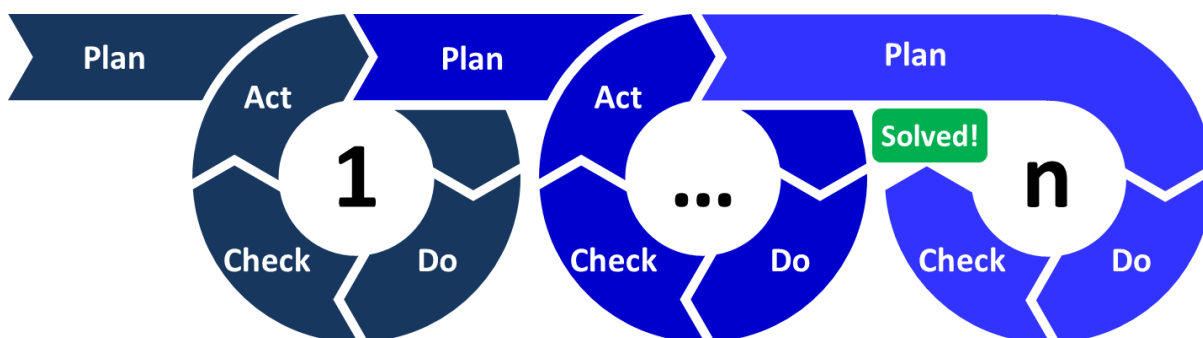 Plan
Act
1
Check
Do
Plan
Act
...
Check
Do
Plan
Solved!
n
Check
Do